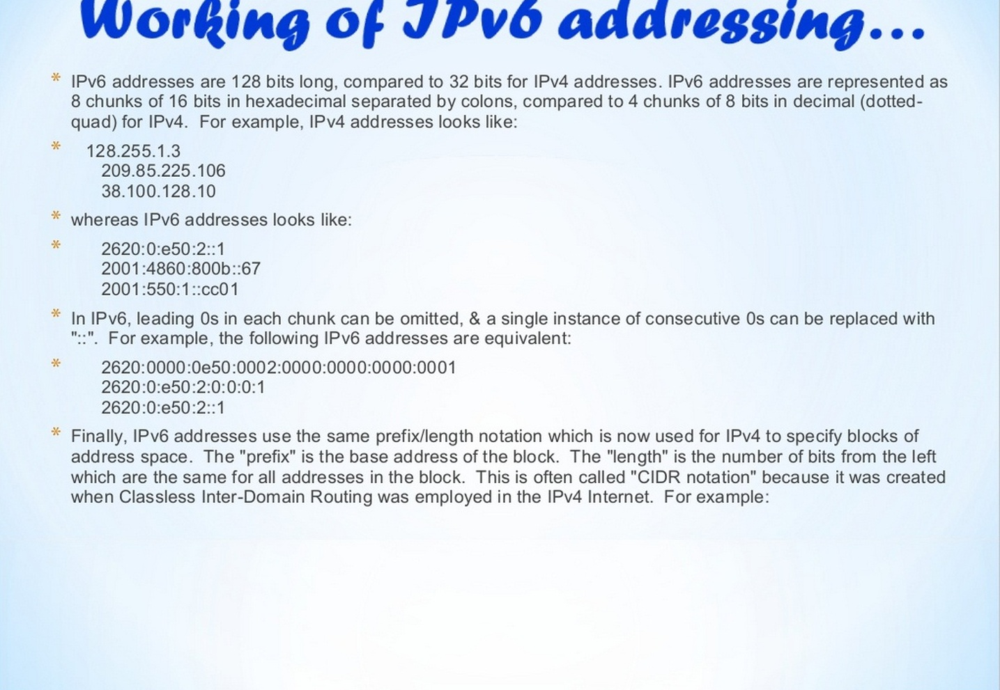 Working of IPv6 addressing...
* IPv6 addresses are 128 bits long, compared to 32 bits for IPv4 addresses. IPv6 addresses are represented as
8 chunks of 16 bits in hexadecimal separated by colons, compared to 4 chunks of 8 bits in decimal (dotted-
quad) for IPv4.  For example, IPv4 addresses looks like:
* 128.255.1.3
209.85.225.106
38.100.128.10
* whereas IPv6 addresses looks like:
* 2620:0:e50:2::1
2001:4860:800b::67
2001:550:1::cc01
* In IPv6, leading 0s in each chunk can be omitted, & a single instance of consecutive 0s can be replaced with
"::".  For example, the following IPv6 addresses are equivalent:
* 2620:0000:0e50:0002:0000:0000:0000:0001
2620:0:e50:2:0:0:0:1
2620:0:e50:2::1
* Finally, IPv6 addresses use the same prefix/length notation which is now used for IPv4 to specify blocks of
address space.  The "prefix" is the base address of the block.  The "length" is the number of bits from the left
which are the same for all addresses in the block.  This is often called "CIDR notation" because it was created
when Classless Inter-Domain Routing was employed in the IPv4 Internet.  For example: